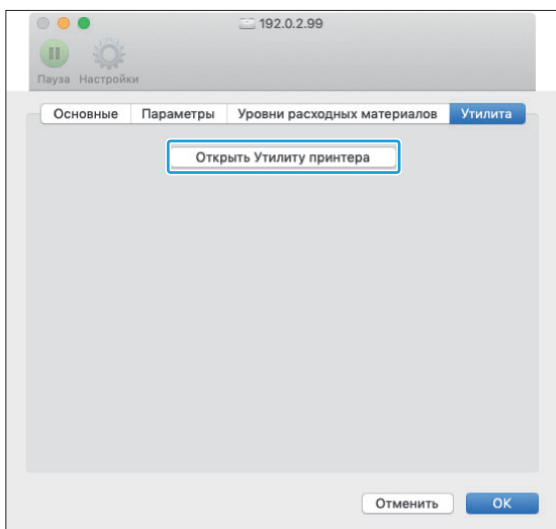 192.0.2.99
Пауза Настройки
Основные Параметры Уровни расходных материалов Утилита
Открыть Утилиту принтера
Отменить OK